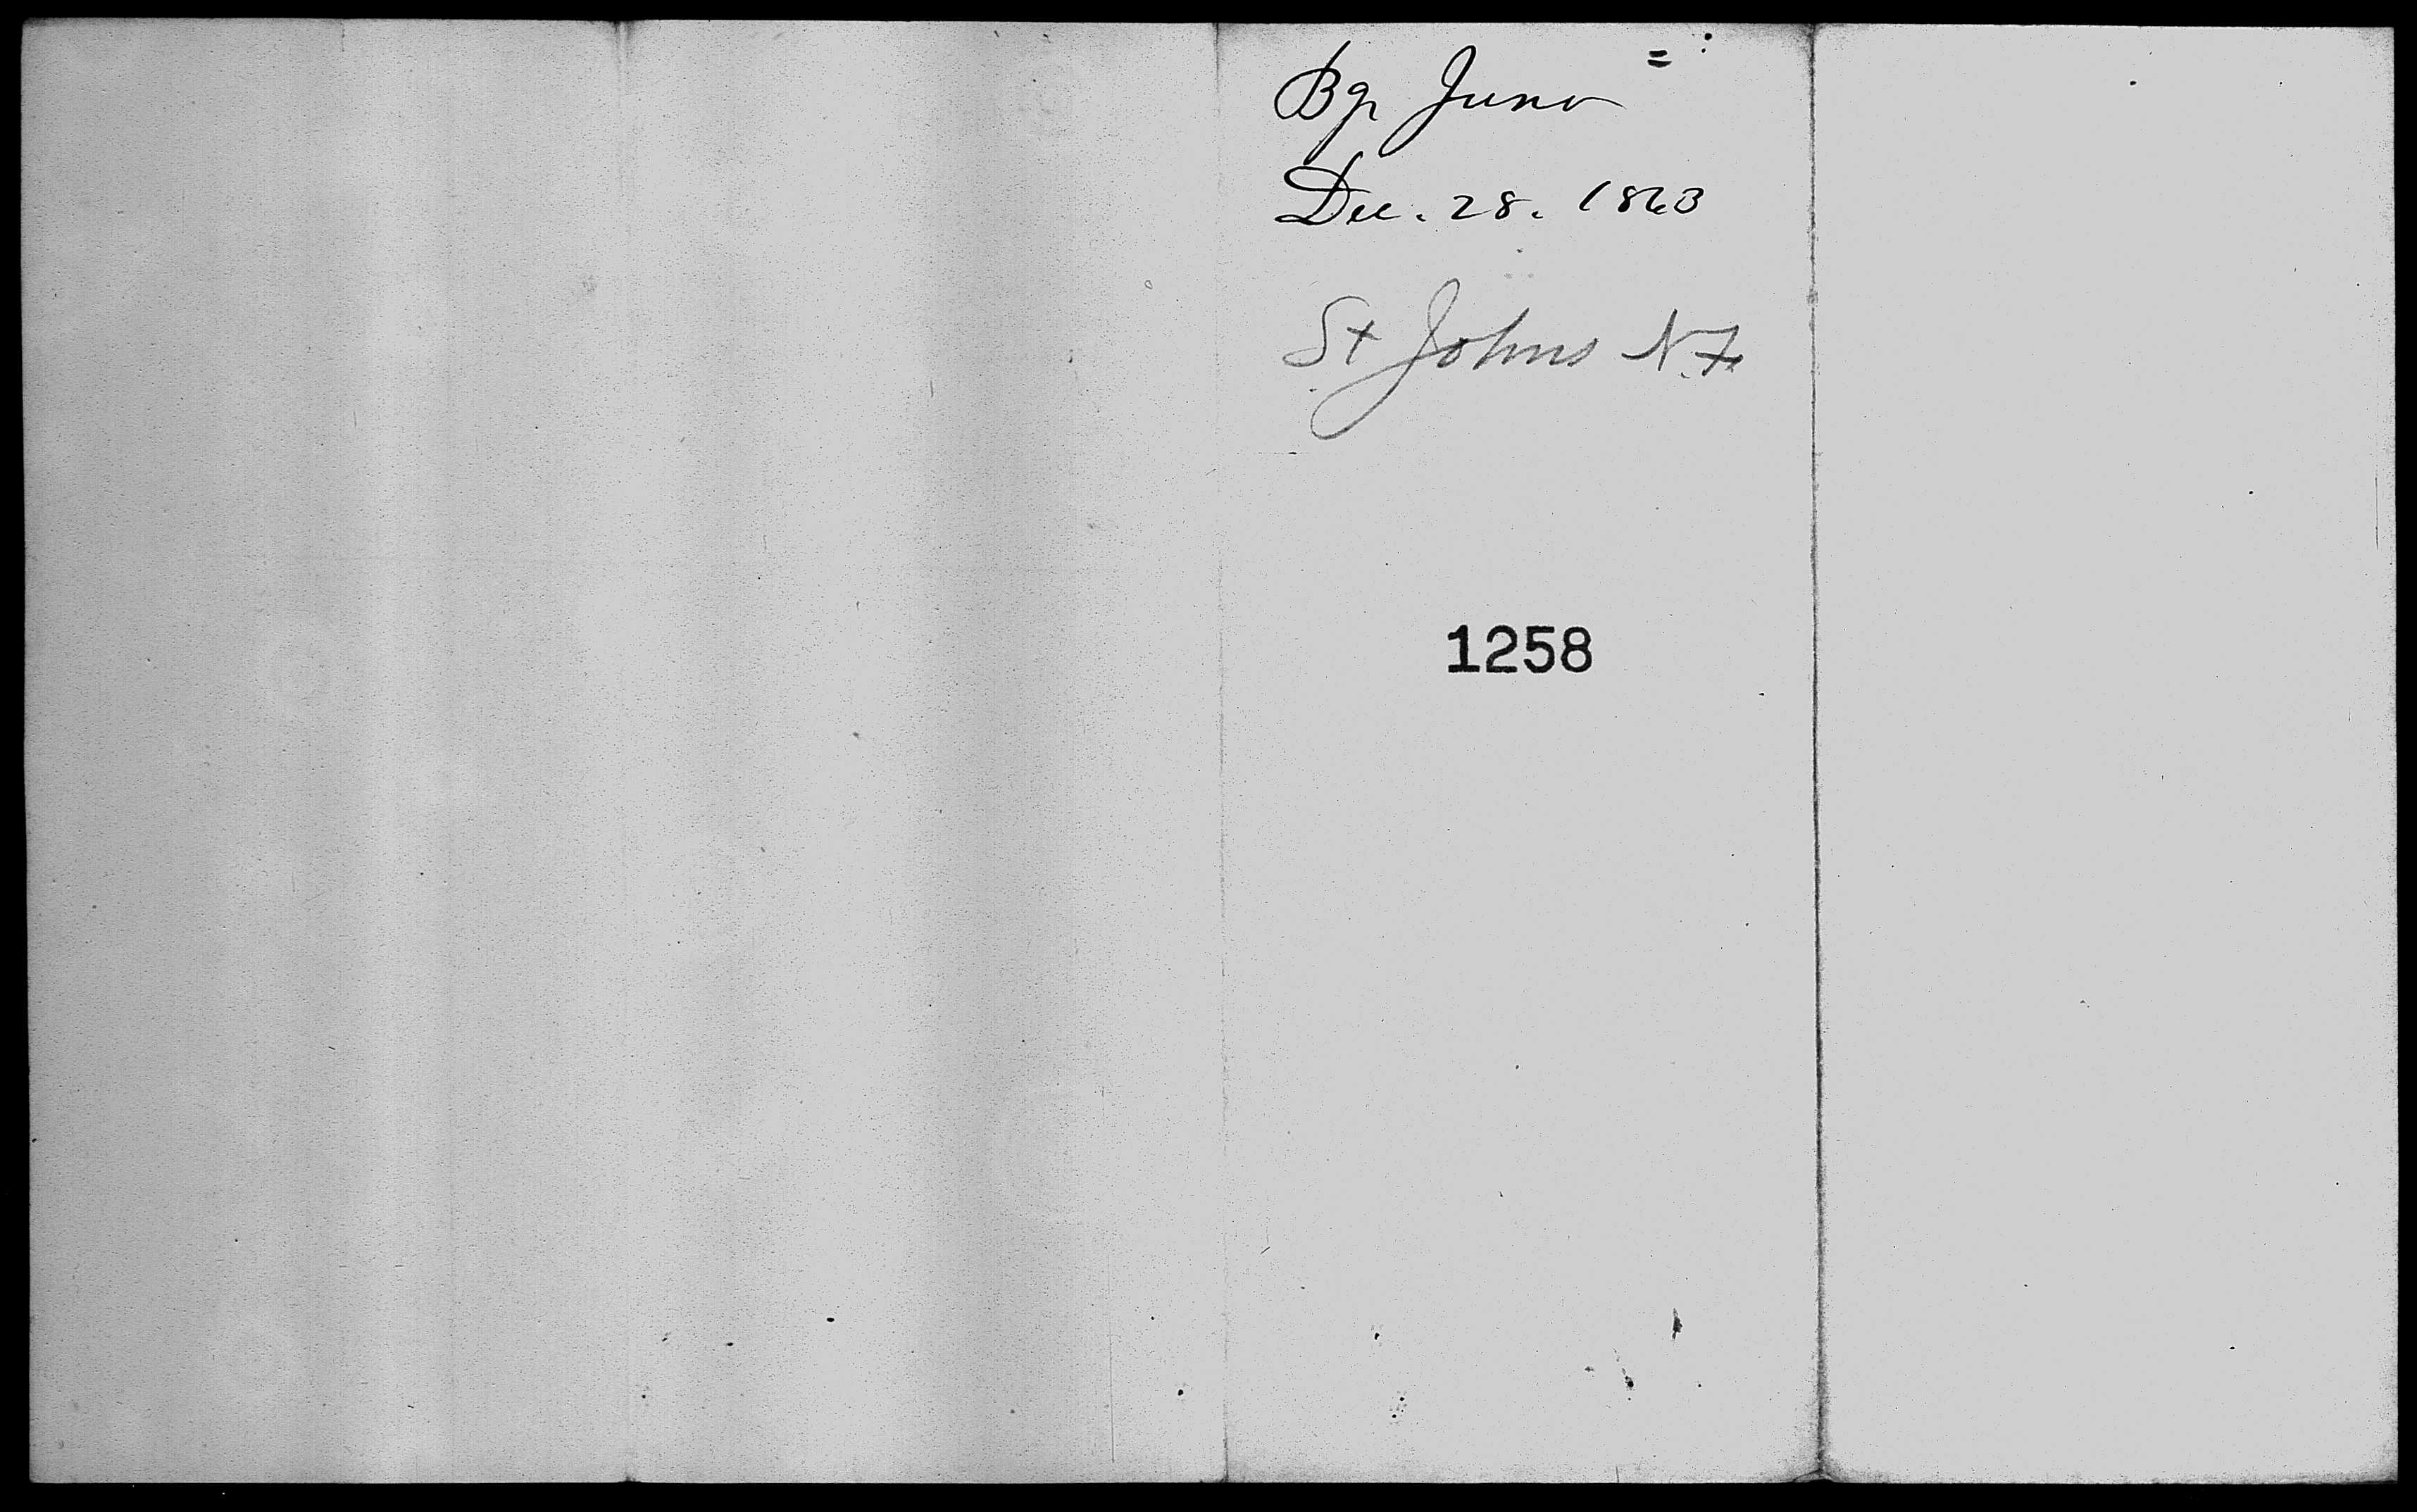 Bg Juno =
Dec. 28. 1863
St Johns N.F.
1258